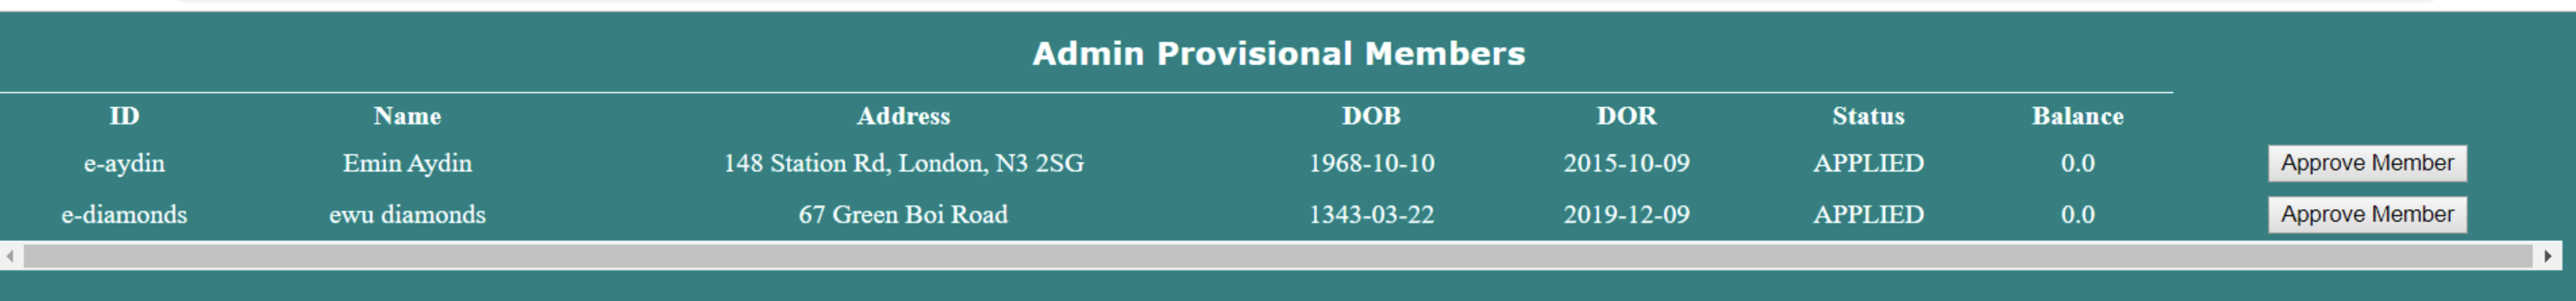 Admin Provisional Members
ID Name Address DOB DOR Status Balance
e-aydin Emin Aydin 148 Station Rd, London, N3 2SG 1968-10-10 2015-10-09 APPLIED 0.0 Approve Member
e-diamonds ewu diamonds 67 Green Boi Road 1343-03-22 2019-12-09 APPLIED 0.0 Approve Member